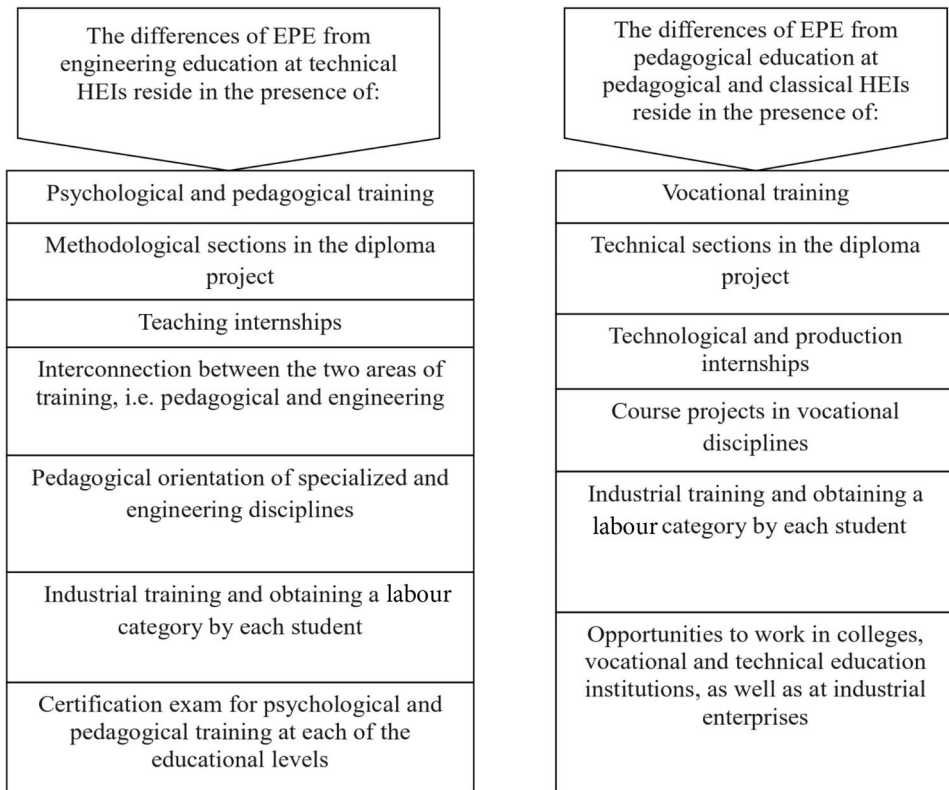 The differences of EPE from
engineering education at technical
HEIs reside in the presence of:
Psychological and pedagogical training
Methodological sections in the diploma
project
Teaching internships
Interconnection between the two areas of
training, i.e. pedagogical and engineering
Pedagogical orientation of specialized and
engineering disciplines
Industrial training and obtaining a labour
category by each student
Certification exam for psychological and
pedagogical training at each of the
educational levels
The differences of EPE from
pedagogical education at
pedagogical and classical HEIs
reside in the presence of:
Vocational training
Technical sections in the diploma
project
Technological and production
internships
Course projects in vocational
disciplines
Industrial training and obtaining a
labour category by each student
Opportunities to work in colleges,
vocational and technical education
institutions, as well as at industrial
enterprises